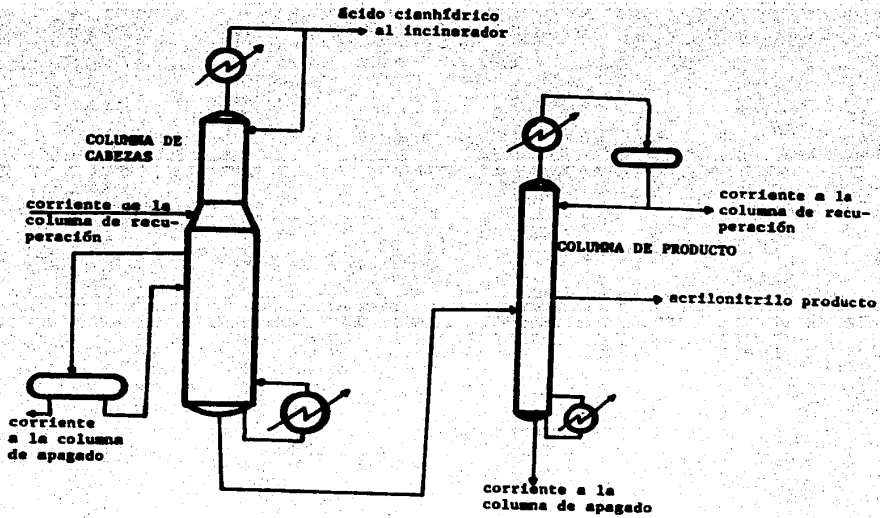 ácido cianhídrico
al incinerador
COLUMNA DE
CABEZAS
corriente de la
columna de recu-
peración
corriente a la
columna de recu-
peración
COLUMNA DE PRODUCTO
acrilonitrilo producto
corriente
a la columna
de apagado
corriente a la
columna de apagado